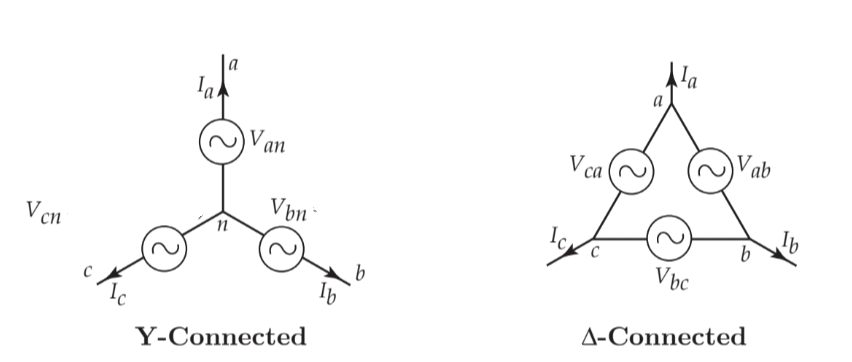 a
I_a
V_an
V_cn
V_bn
n
c
I_c
b
I_b
Y-Connected
I_a
a
V_ca
V_ab
I_c
c
I_b
b
V_bc
Δ-Connected